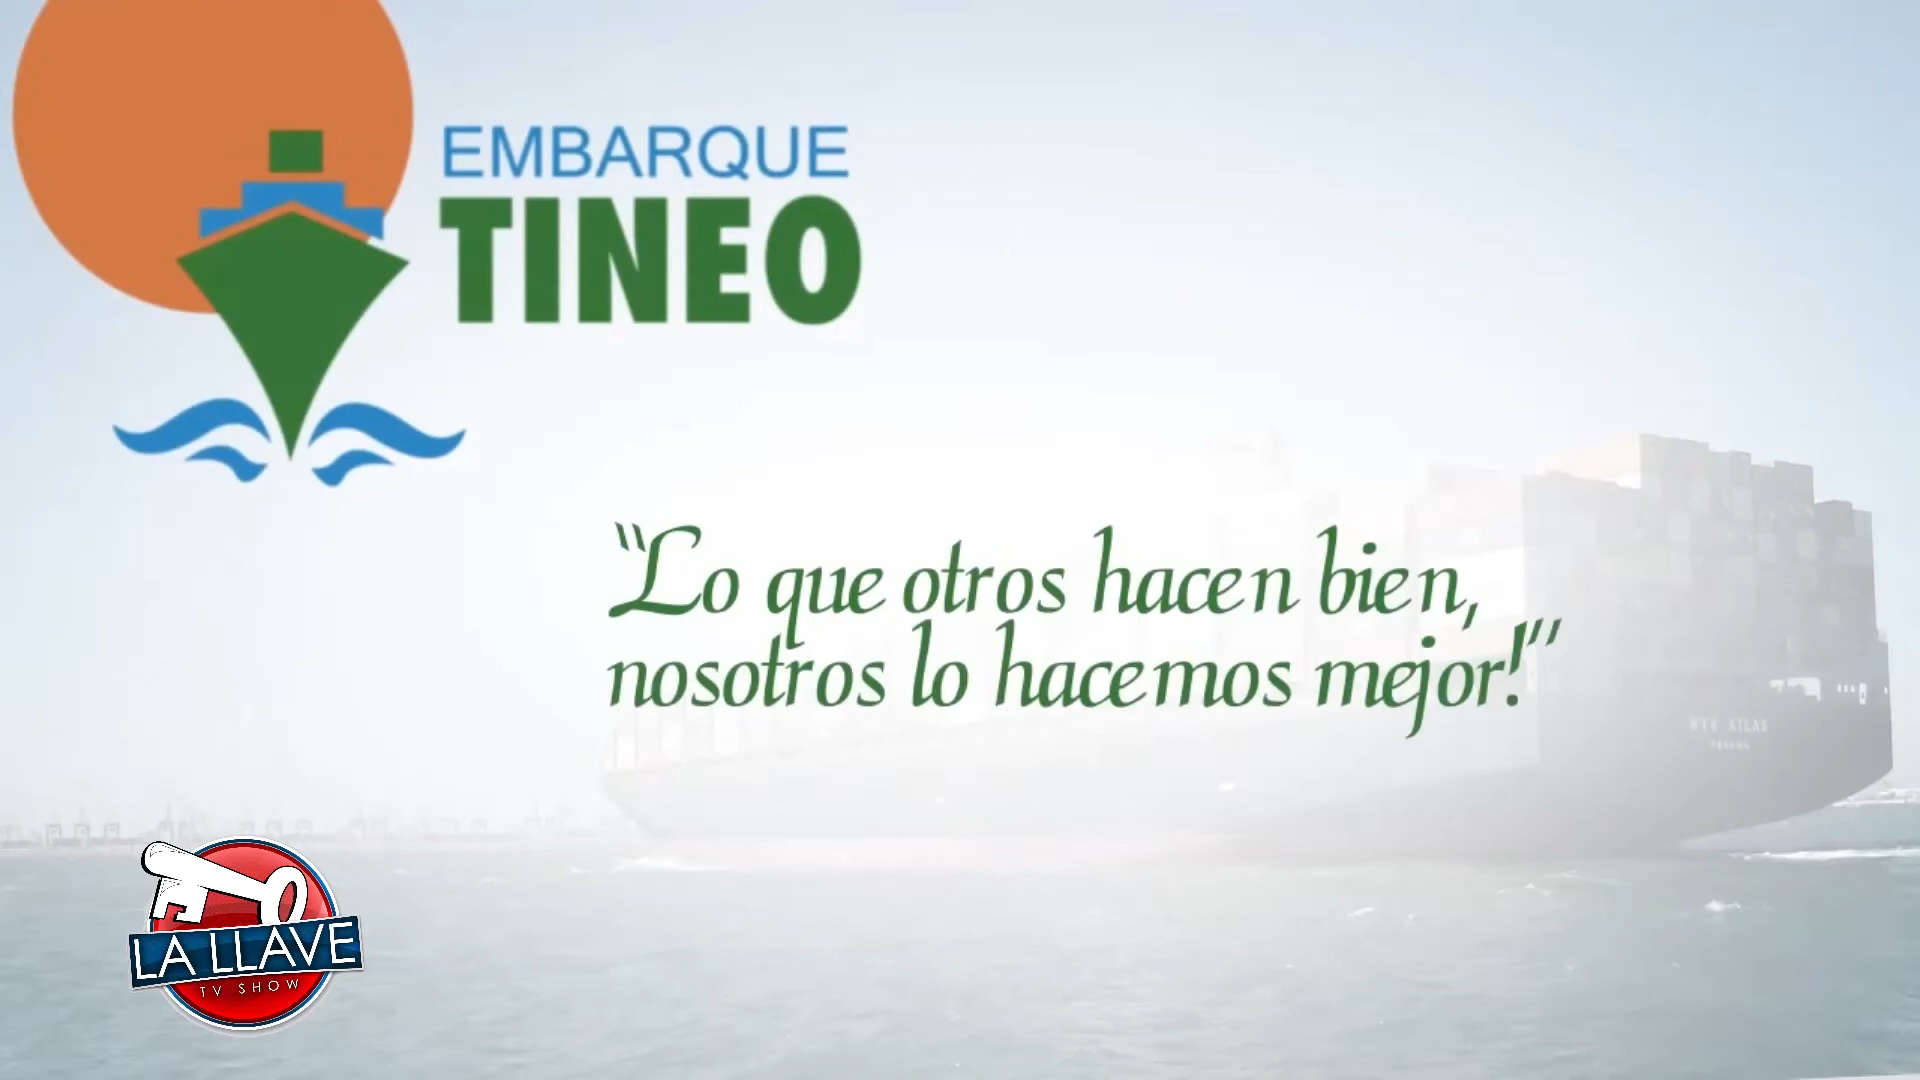 EMBARQUE
TINEO
“Lo que otros hacen bien,
nosotros lo hacemos mejor!”
LA LLAVE
TV SHOW